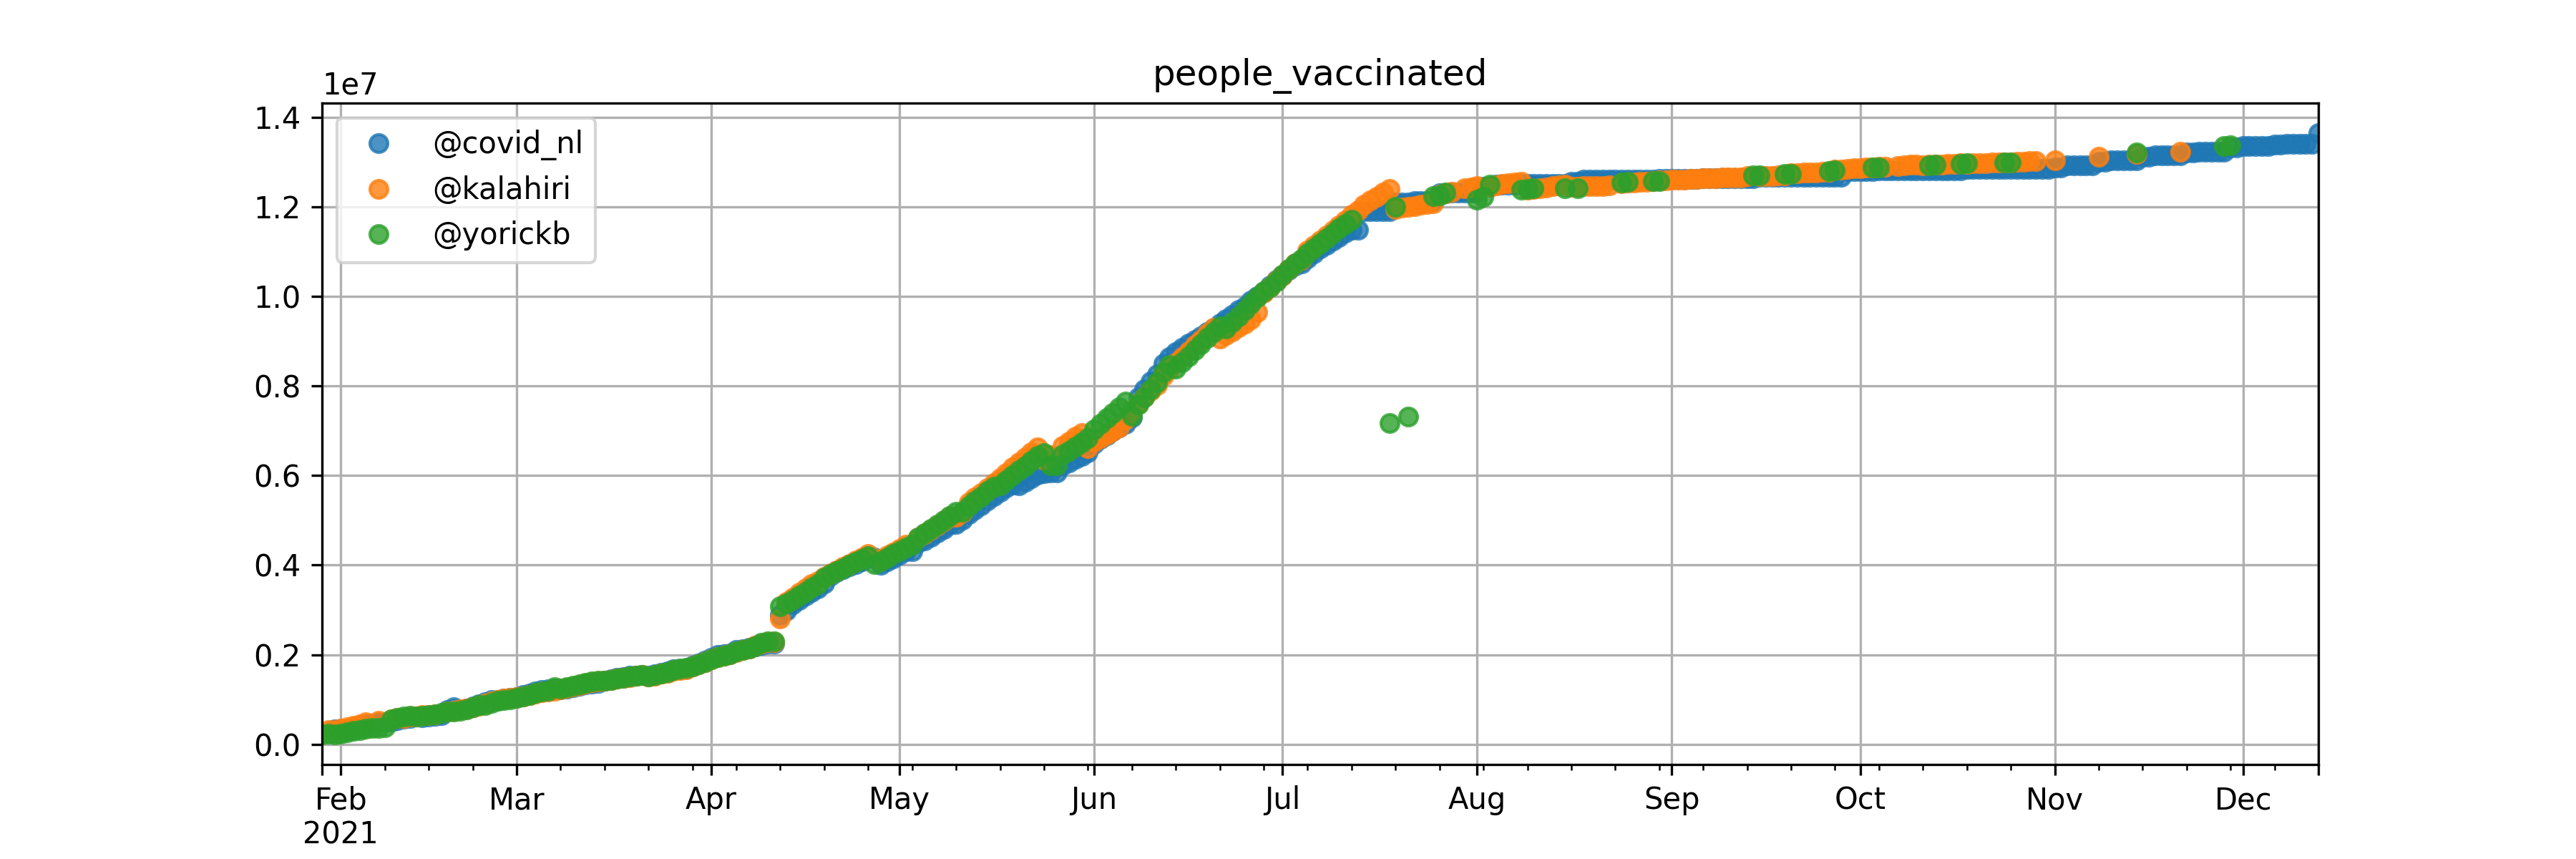 people_vaccinated
1e7
1.4
1.2
1.0
0.8
0.6
0.4
0.2
0.0
@covid_nl
@kalahiri
@yorickb
Feb Mar Apr May Jun Jul Aug Sep Oct Nov Dec
2021